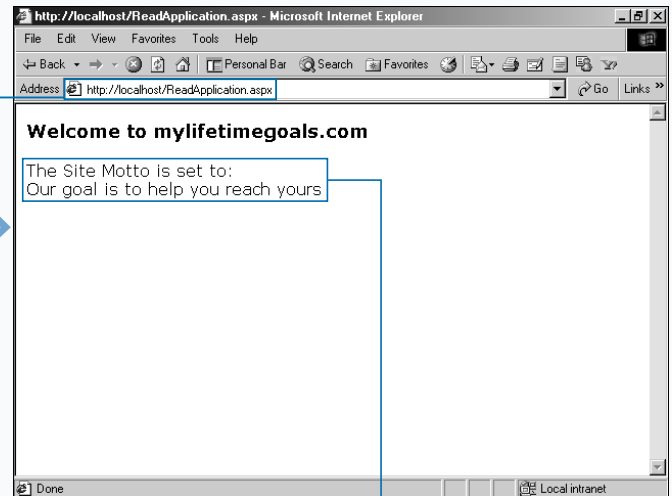 http://localhost/ReadApplication.aspx - Microsoft Internet Explorer
File Edit View Favorites Tools Help
Back Personal Bar Search Favorites
Address http://localhost/ReadApplication.aspx Go Links »
Welcome to mylifetimegoals.com
The Site Motto is set to:
Our goal is to help you reach yours
Done Local intranet